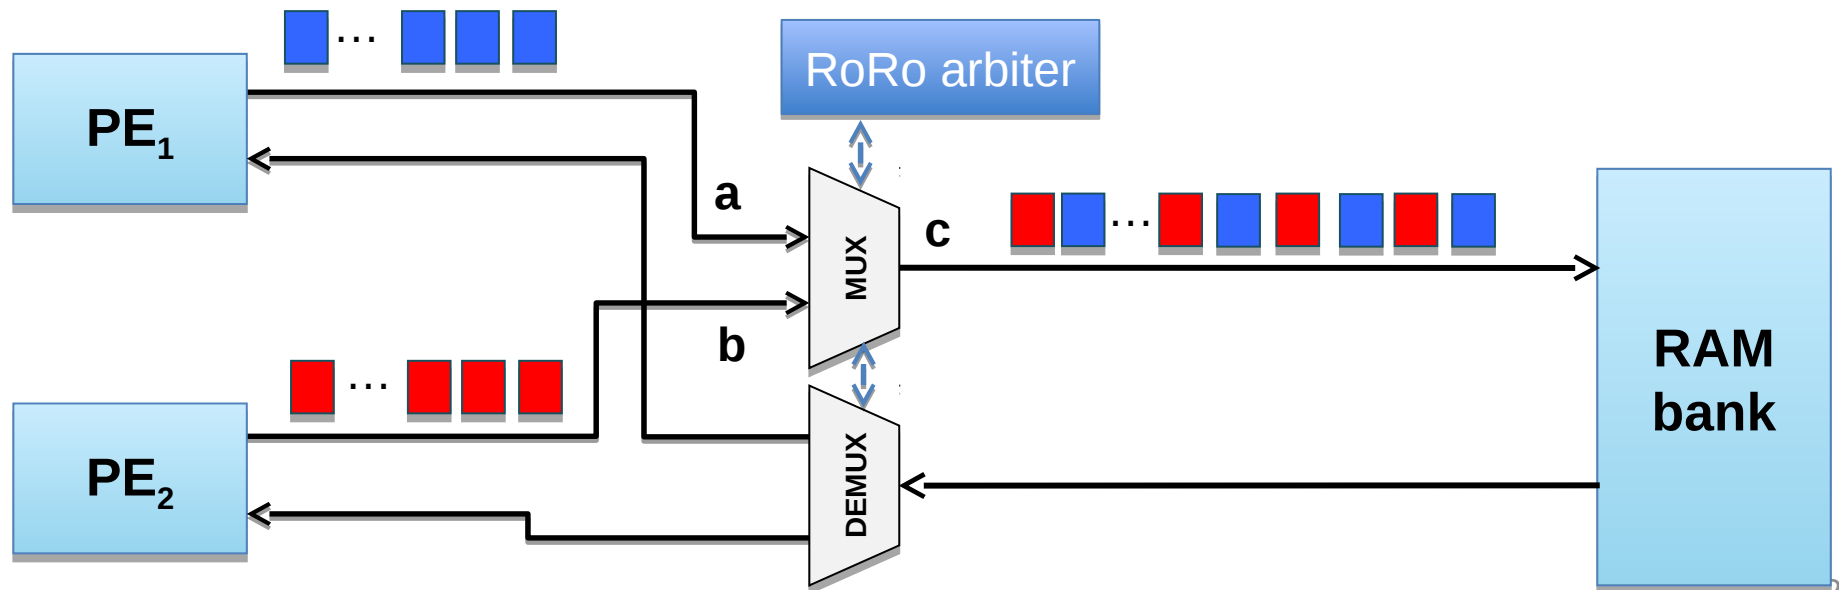 ...
RoRo arbiter
PE1
a
c
...
MUX
b
...
RAM
bank
PE2
DEMUX